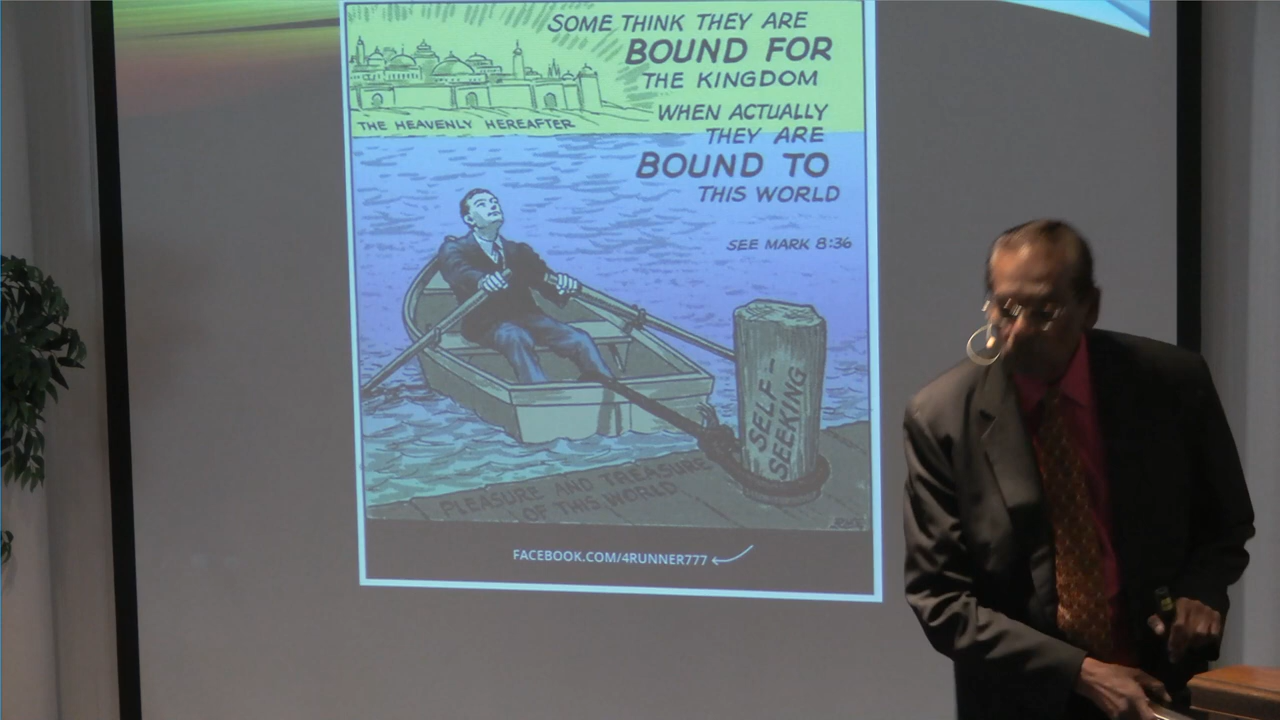 SOME THINK THEY ARE
BOUND FOR
THE KINGDOM
WHEN ACTUALLY
THEY ARE
BOUND TO
THIS WORLD
THE HEAVENLY HEREAFTER
SEE MARK 8:36
SELF-
SEEKING
PLEASURE AND TREASURE
OF THIS WORLD
FACEBOOK.COM/4RUNNER777